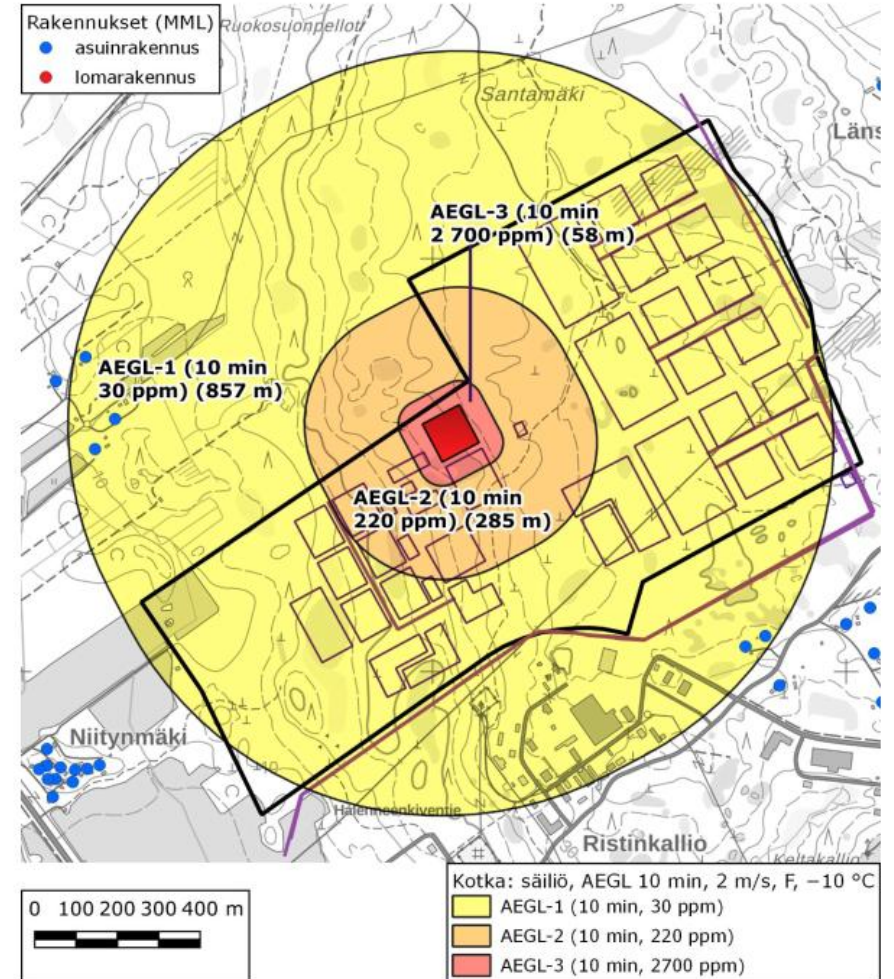 Rakennukset (MML)
asuinrakennus
lomarakennus
Ruokosuonpellot
Santamäki
Läns
AEGL-3 (10 min
2 700 ppm) (58 m)
AEGL-1 (10 min
30 ppm) (857 m)
AEGL-2 (10 min
220 ppm) (285 m)
Niitynmäki
Ristinkallio
Keltakallio
0 100 200 300 400 m
Kotka: säiliö, AEGL 10 min, 2 m/s, F, −10 °C
AEGL-1 (10 min, 30 ppm)
AEGL-2 (10 min, 220 ppm)
AEGL-3 (10 min, 2700 ppm)